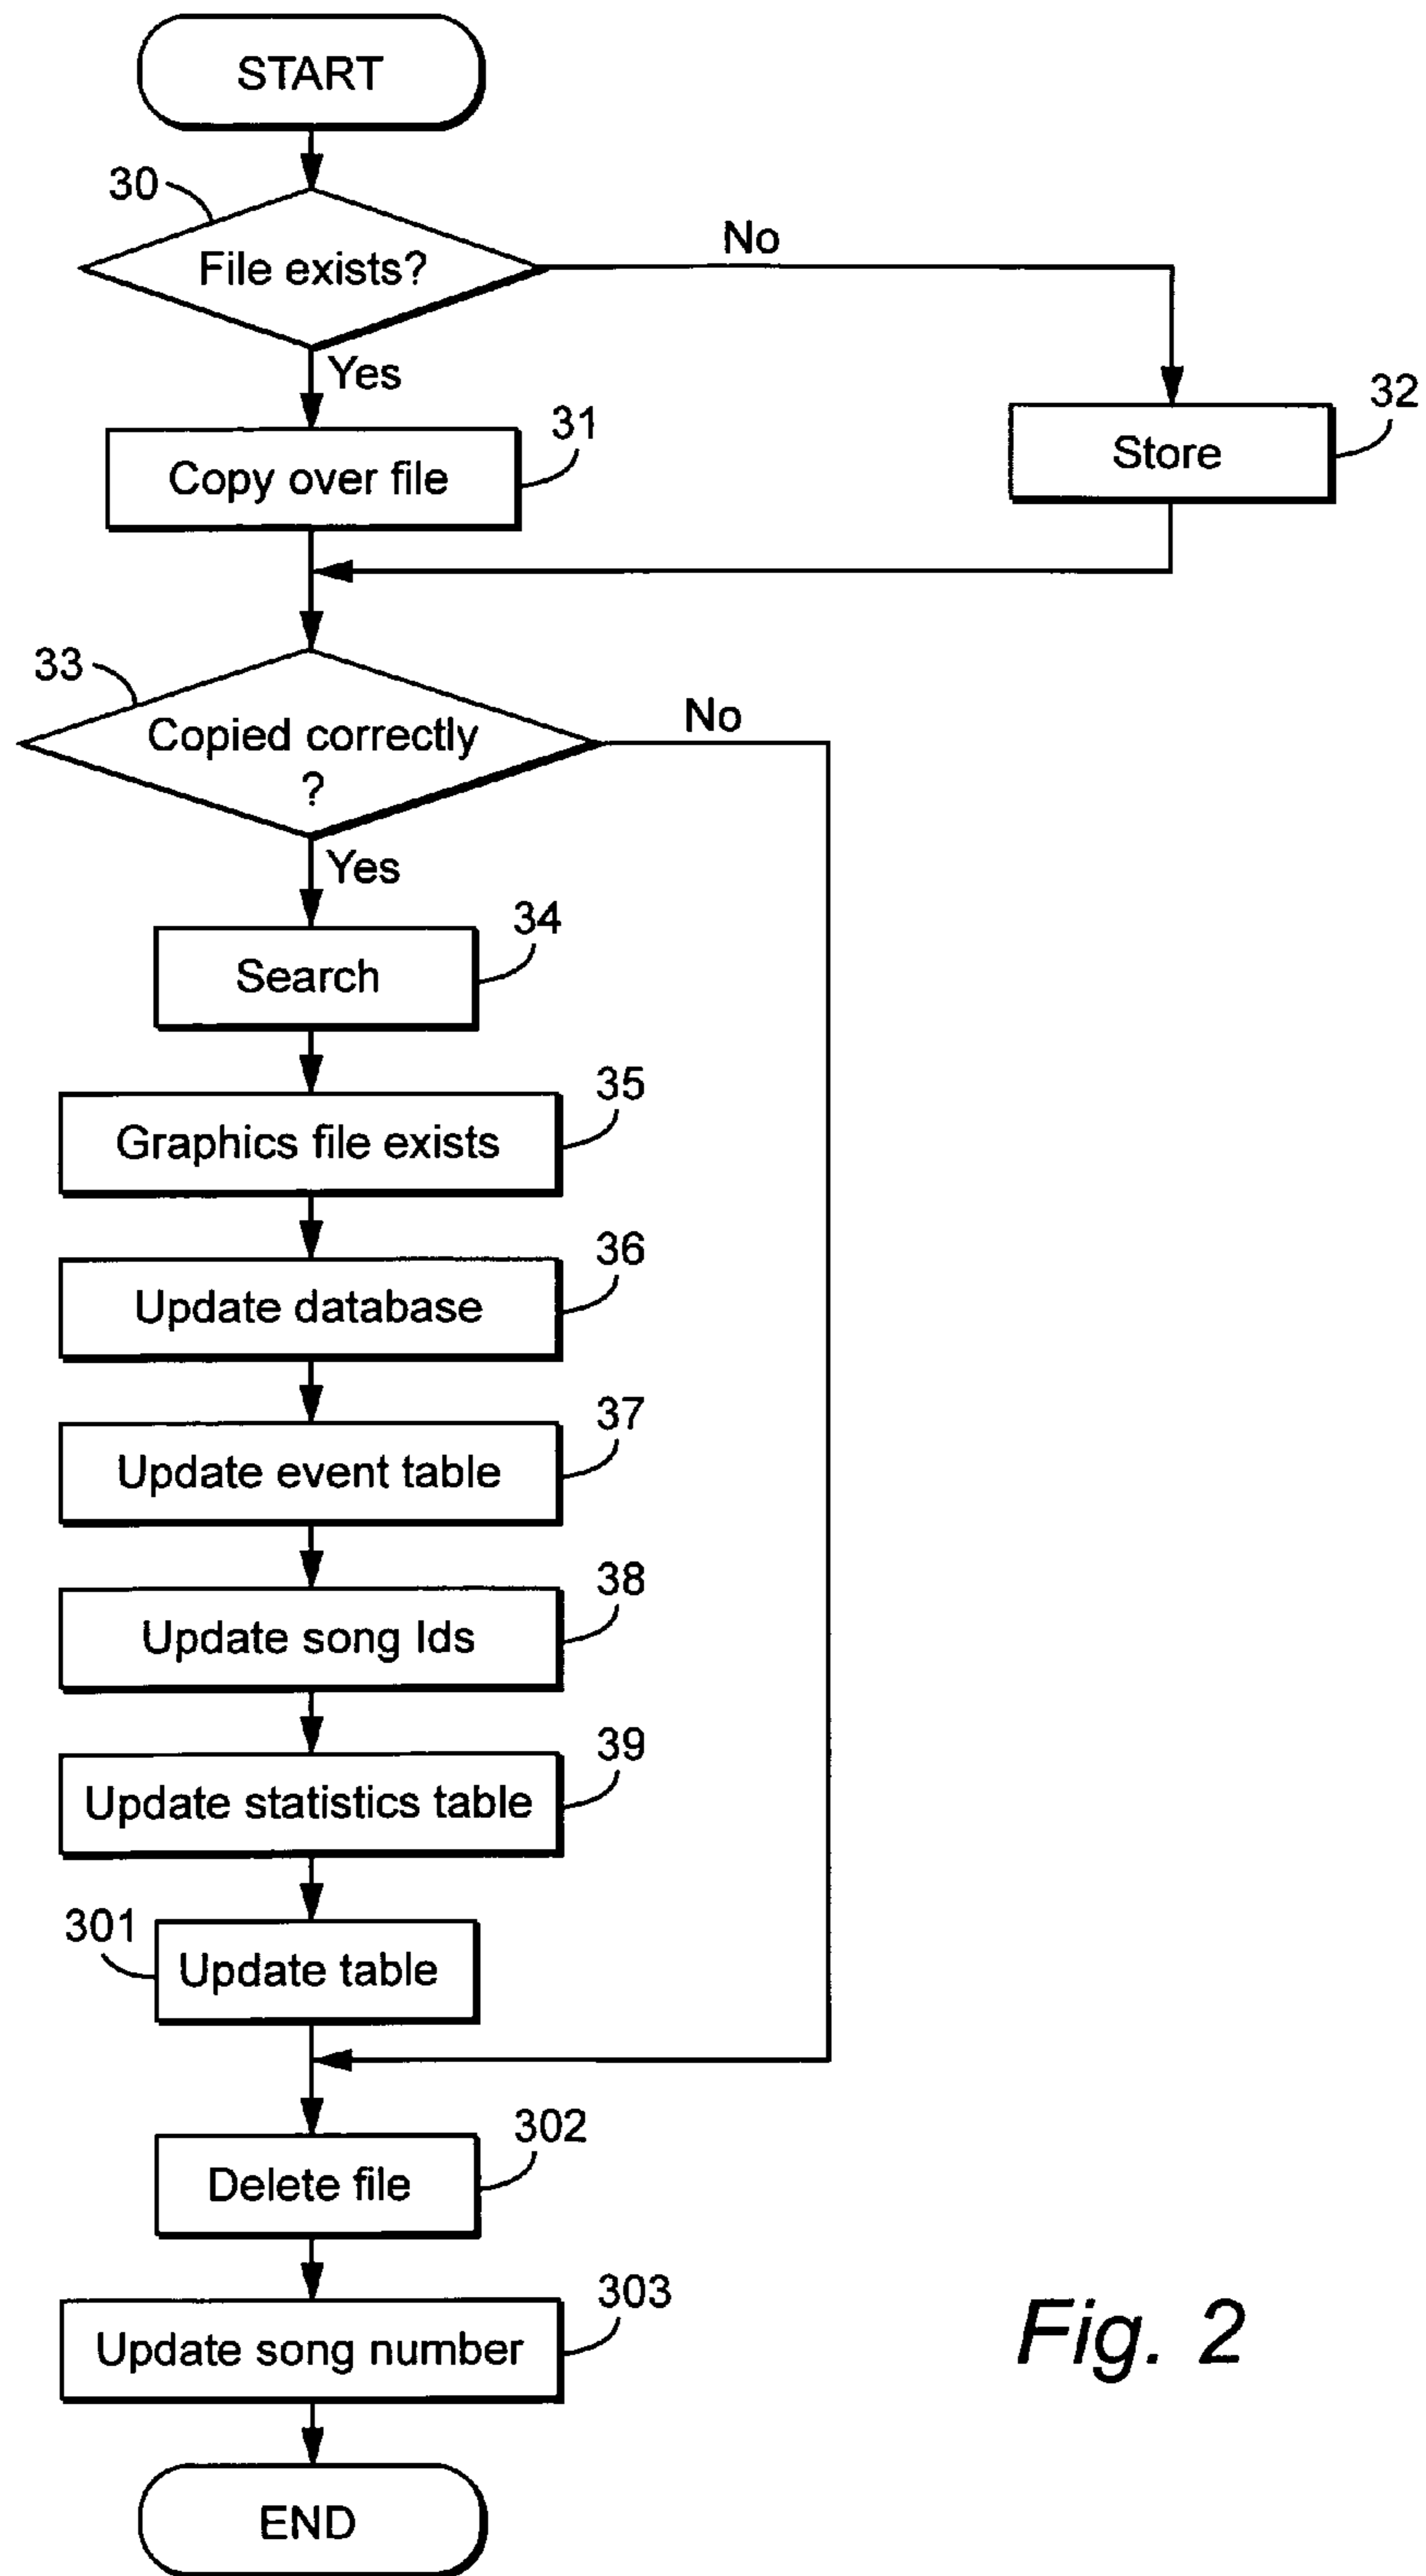 START
30
File exists?
No
Yes
31
Copy over file
32
Store
33
Copied correctly
?
No
Yes
34
Search
35
Graphics file exists
36
Update database
37
Update event table
38
Update song Ids
39
Update statistics table
301
Update table
302
Delete file
303
Update song number
END
Fig. 2